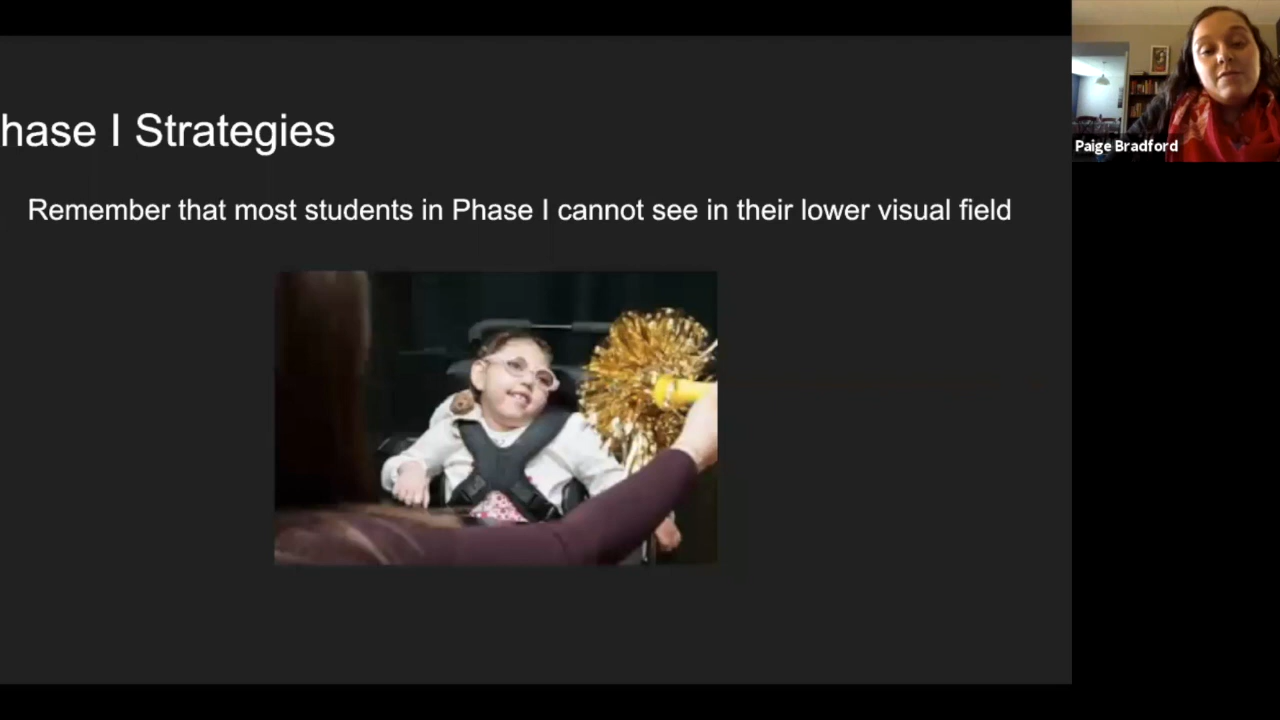 hase I Strategies
Remember that most students in Phase I cannot see in their lower visual field
Paige Bradford